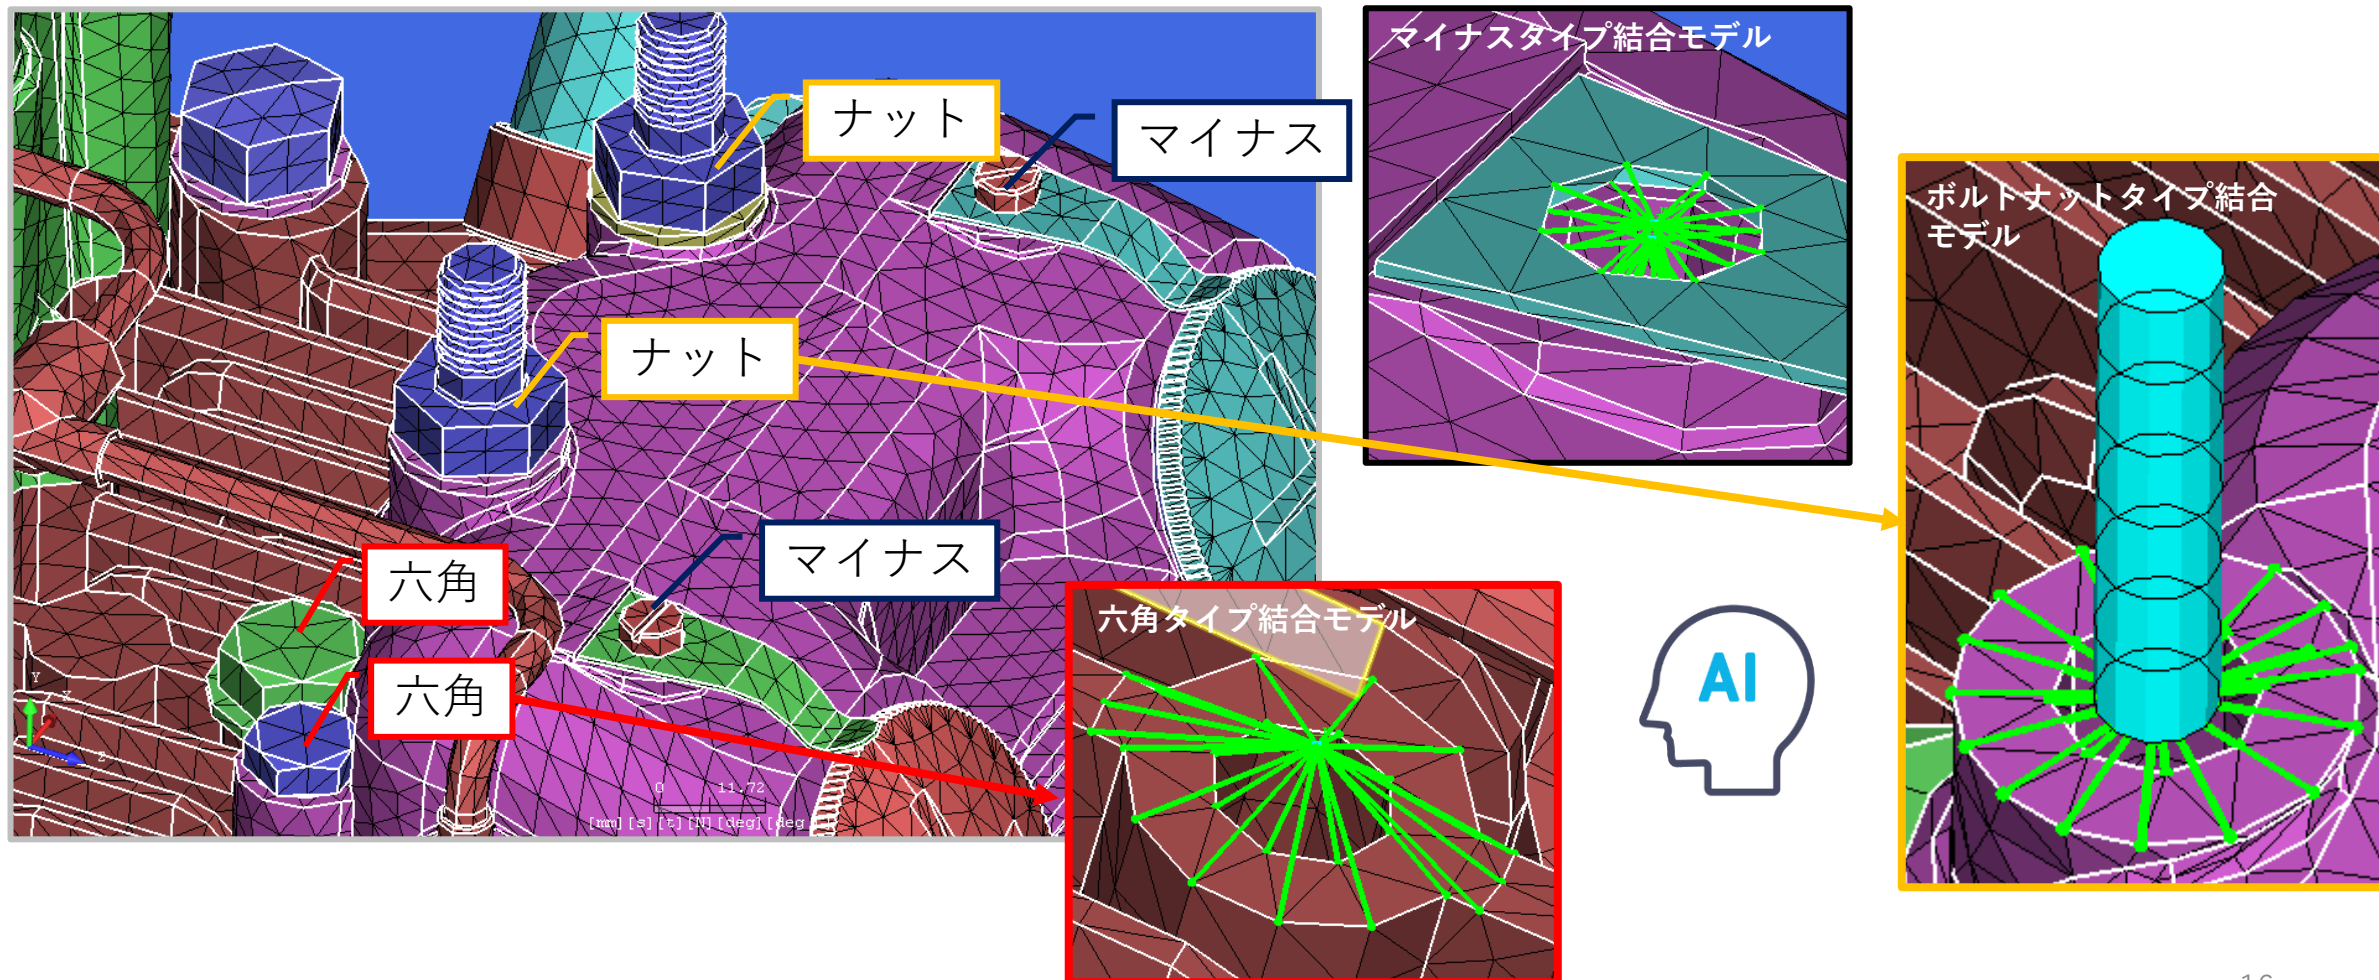 マイナスタイプ結合モデル
ナット
マイナス
ボルトナットタイプ結合
モデル
ナット
マイナス
六角
六角タイプ結合モデル
六角
AI
Y
X
Z
0 11.72
[mm][s][t][N][deg][deg